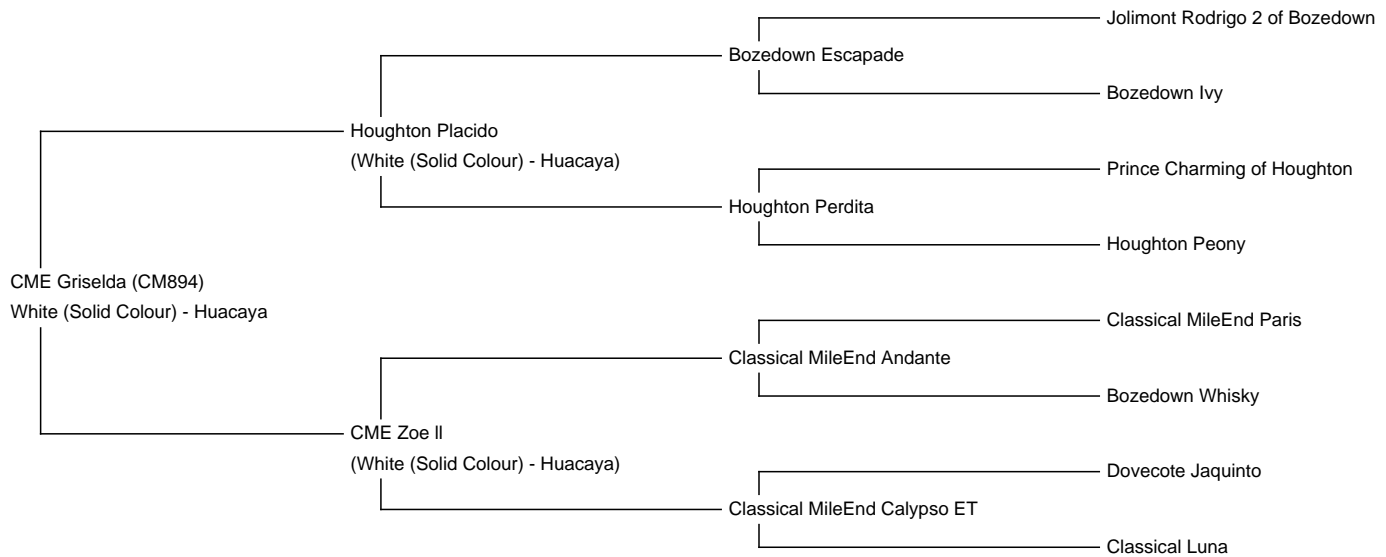 Jolimont Rodrigo 2 of Bozedown
Bozedown Escapade
Bozedown Ivy
Houghton Placido
(White (Solid Colour) - Huacaya)
Prince Charming of Houghton
Houghton Perdita
Houghton Peony
CME Griselda (CM894)
White (Solid Colour) - Huacaya
Classical MileEnd Paris
Classical MileEnd Andante
Bozedown Whisky
CME Zoe ll
(White (Solid Colour) - Huacaya)
Dovecote Jaquinto
Classical MileEnd Calypso ET
Classical Luna